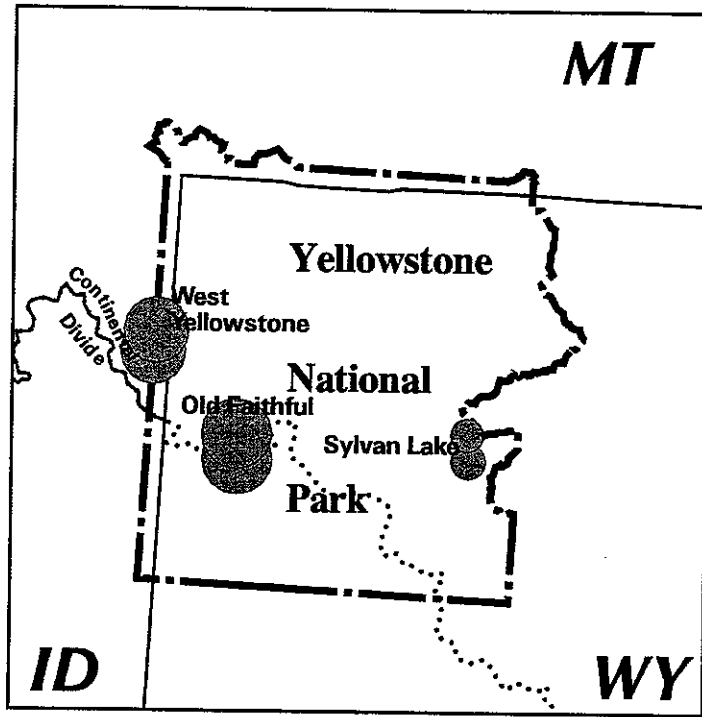 MT
Yellowstone
West
Yellowstone
Continental
Divide
National
Old Faithful
Sylvan Lake
Park
ID
WY